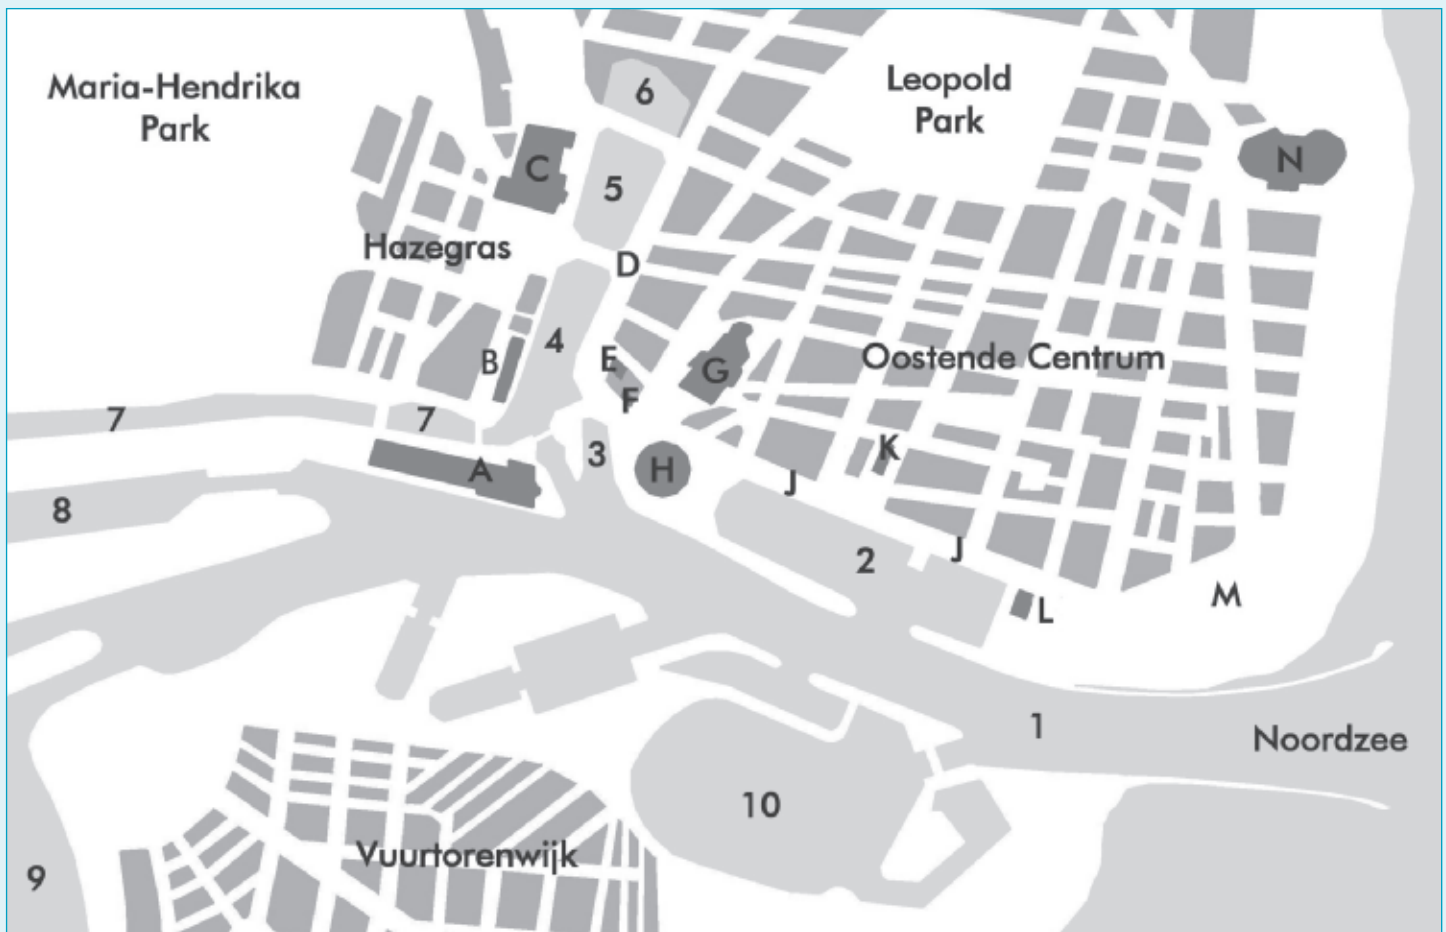 Maria-Hendrika
Park
6
Leopold
Park
C
5
N
Hazegras
D
4
B
E
F
G
Oostende Centrum
7
7
3
A
H
J
K
8
2
J
L
M
1
Noordzee
10
Vuurtorenwijk
9